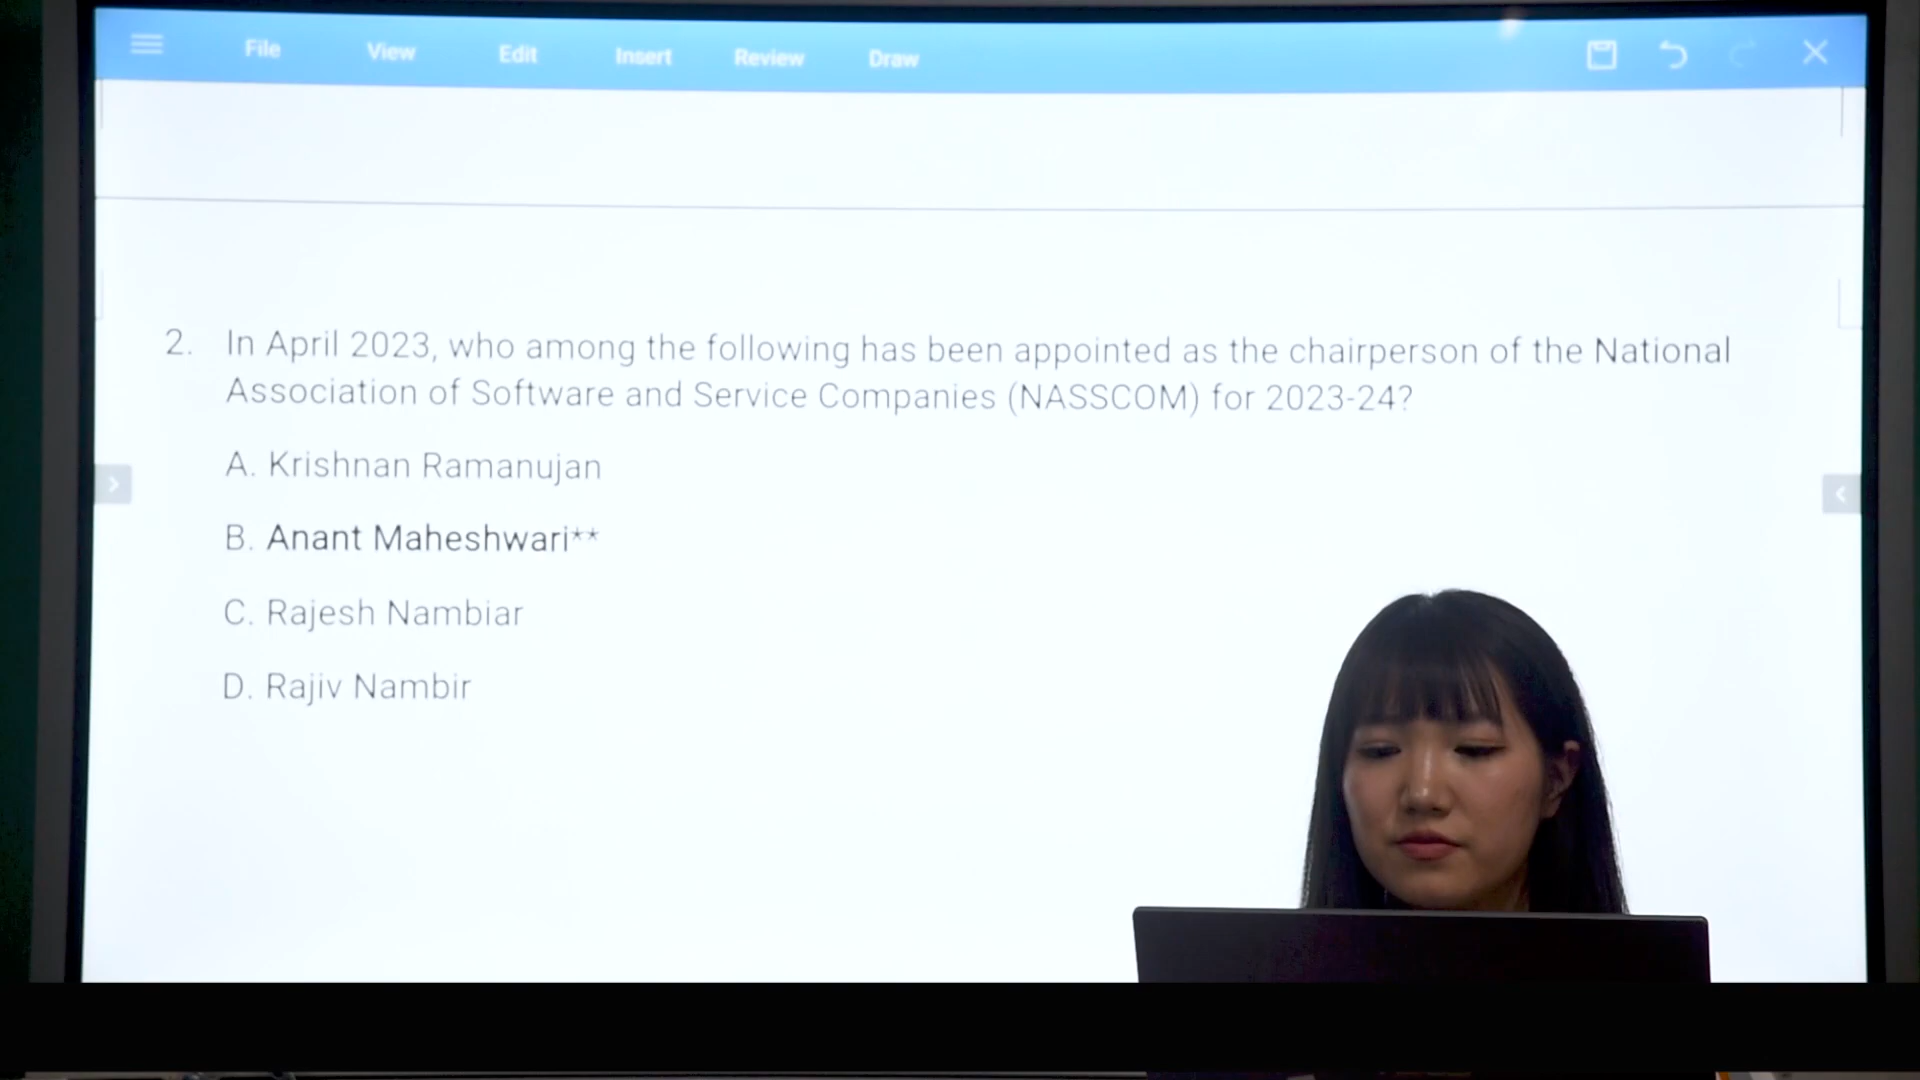 File View Edit Insert Review Draw
2. In April 2023, who among the following has been appointed as the chairperson of the National
Association of Software and Service Companies (NASSCOM) for 2023-24?
A. Krishnan Ramanujan
B. Anant Maheshwari**
C. Rajesh Nambiar
D. Rajiv Nambir